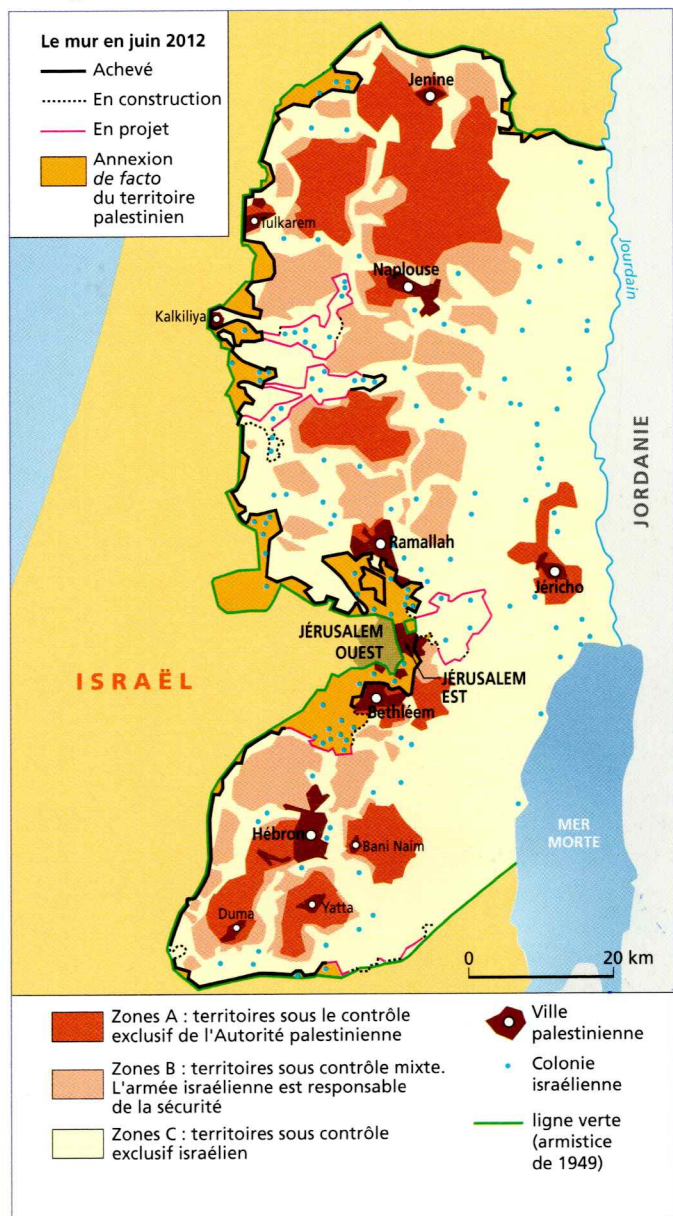 Le mur en juin 2012
Achevé
En construction
En projet
Annexion
de facto
du territoire
palestinien
Jenine
Tulkarem
Naplouse
Kalkiliya
Jourdain
JORDANIE
Ramallah
Jéricho
JÉRUSALEM
OUEST
JÉRUSALEM
EST
ISRAËL
Bethléem
MER
MORTE
Hébron
Bani Naim
Duma
Yatta
0 20 km
Zones A : territoires sous le contrôle
exclusif de l'Autorité palestinienne
Zones B : territoires sous contrôle mixte.
L'armée israélienne est responsable
de la sécurité
Zones C : territoires sous contrôle
exclusif israélien
Ville
palestinienne
Colonie
israélienne
ligne verte
(armistice
de 1949)